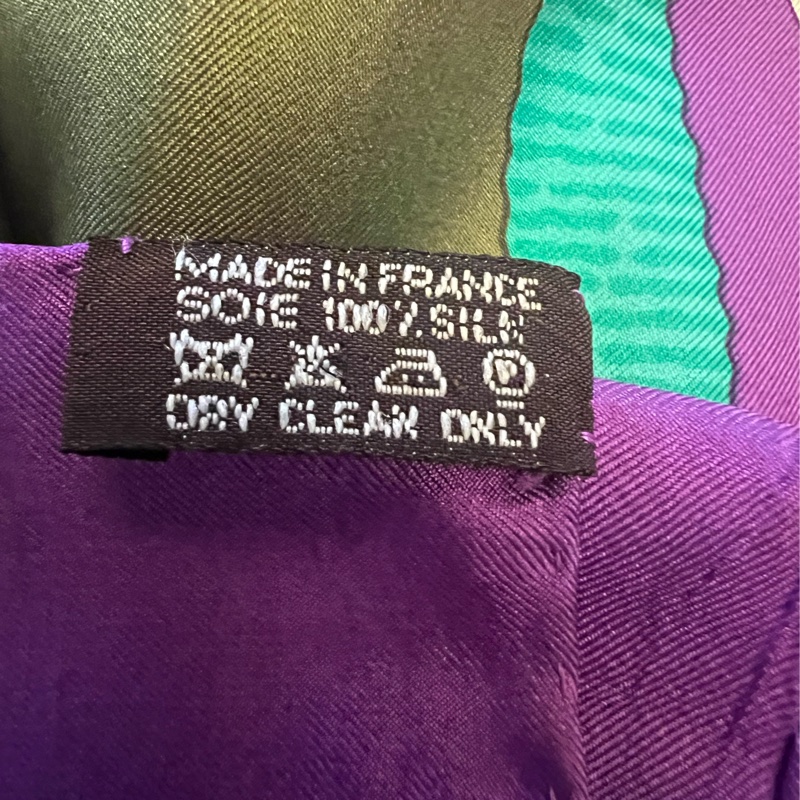 MADE IN FRANCE
SOIE 100% SILK
P
DRY CLEAN ONLY